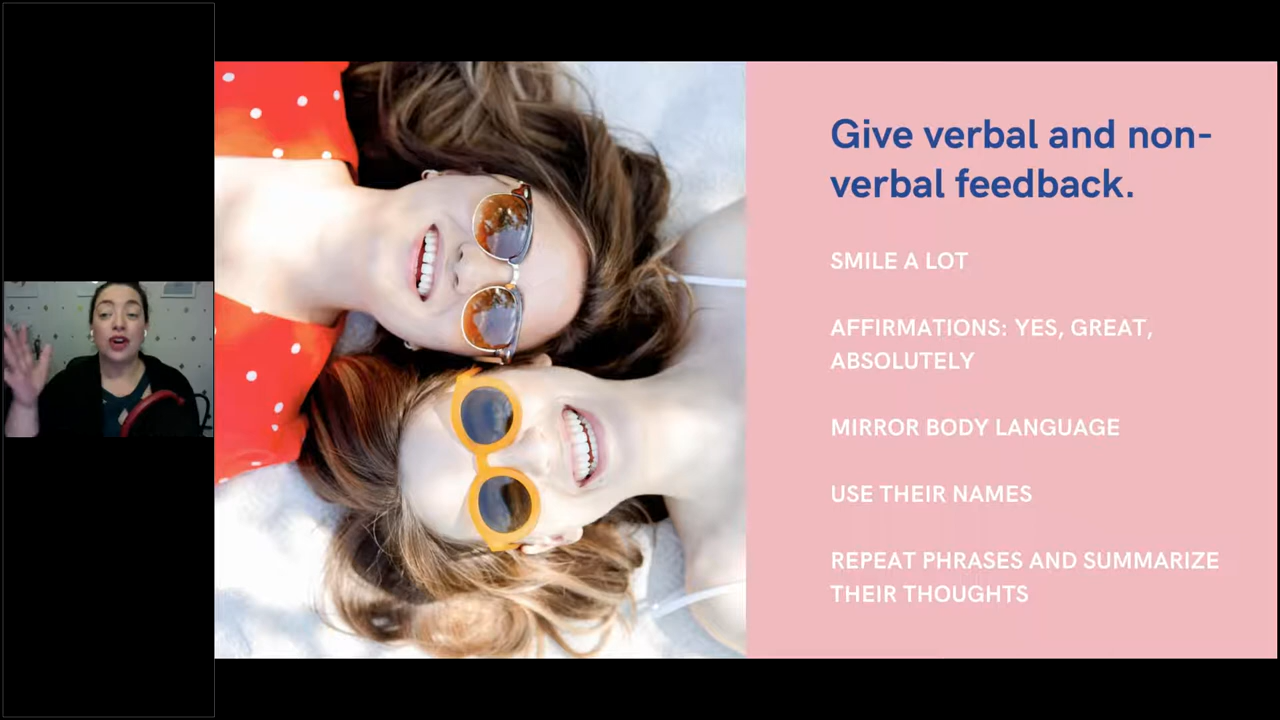 Give verbal and non-
verbal feedback.
SMILE A LOT
AFFIRMATIONS: YES, GREAT,
ABSOLUTELY
MIRROR BODY LANGUAGE
USE THEIR NAMES
REPEAT PHRASES AND SUMMARIZE
THEIR THOUGHTS